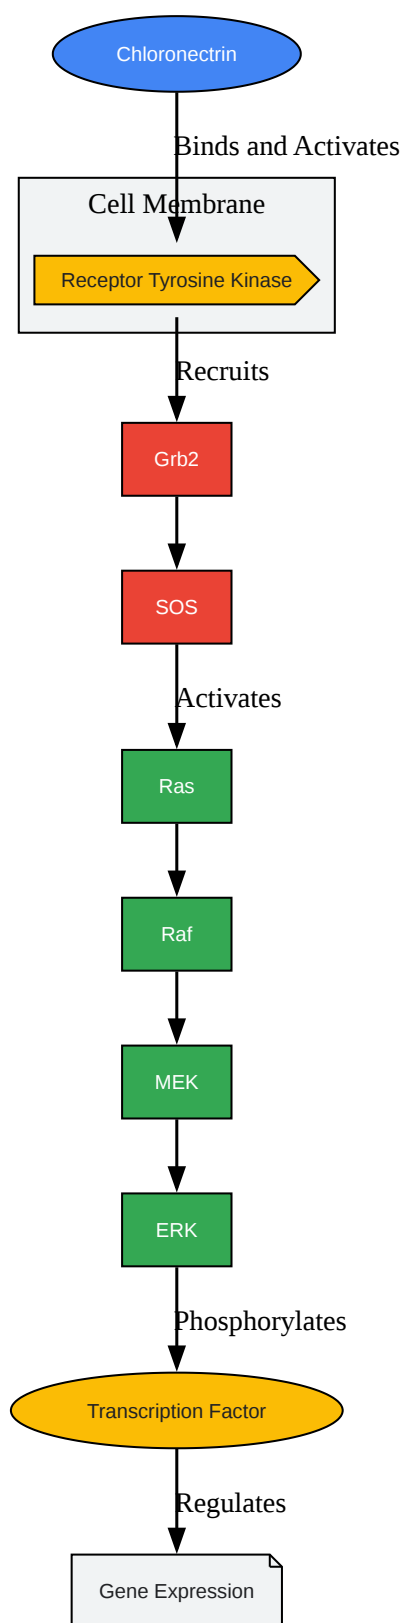 Chloronectrin
Binds and Activates
Cell Membrane
Receptor Tyrosine Kinase
Recruits
Grb2
SOS
Activates
Ras
Raf
MEK
ERK
Phosphorylates
Transcription Factor
Regulates
Gene Expression